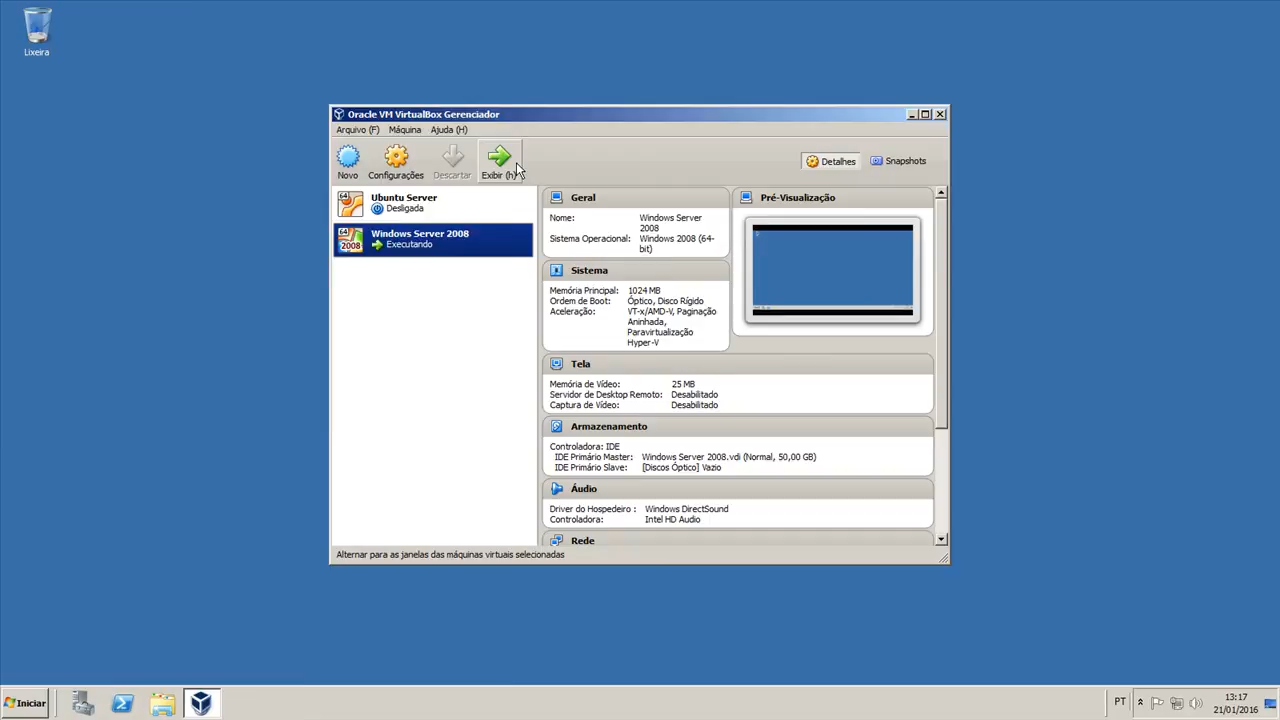 Lixeira
Oracle VM VirtualBox Gerenciador
Arquivo (F) Máquina Ajuda (H)
Novo Configurações Descartar Exibir (h)
Detalhes Snapshots
64 Ubuntu Server
Desligada
64 2008 Windows Server 2008
Executando
Geral
Nome: Windows Server
2008
Sistema Operacional: Windows 2008 (64-
bit)
Pré-Visualização
Sistema
Memória Principal: 1024 MB
Ordem de Boot: Óptico, Disco Rígido
Aceleração: VT-x/AMD-V, Paginação
Aninhada,
Paravirtualização
Hyper-V
Tela
Memória de Vídeo: 25 MB
Servidor de Desktop Remoto: Desabilitado
Captura de Vídeo: Desabilitado
Armazenamento
Controladora: IDE
IDE Primário Master: Windows Server 2008.vdi (Normal, 50,00 GB)
IDE Primário Slave: [Discos Óptico] Vazio
Áudio
Driver do Hospedeiro : Windows DirectSound
Controladora: Intel HD Audio
Rede
Alternar para as janelas das máquinas virtuais selecionadas
Iniciar
PT
13:17
21/01/2016